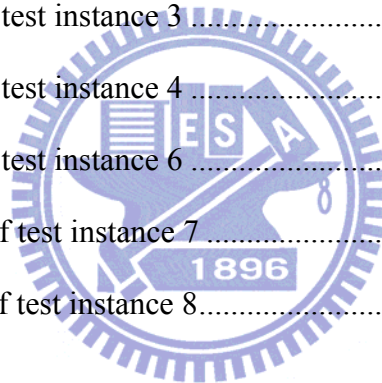 test instance 3 ........................
test instance 4 ........................
E S A
test instance 6 ........................
f test instance 7 ......................
1896
f test instance 8.......................